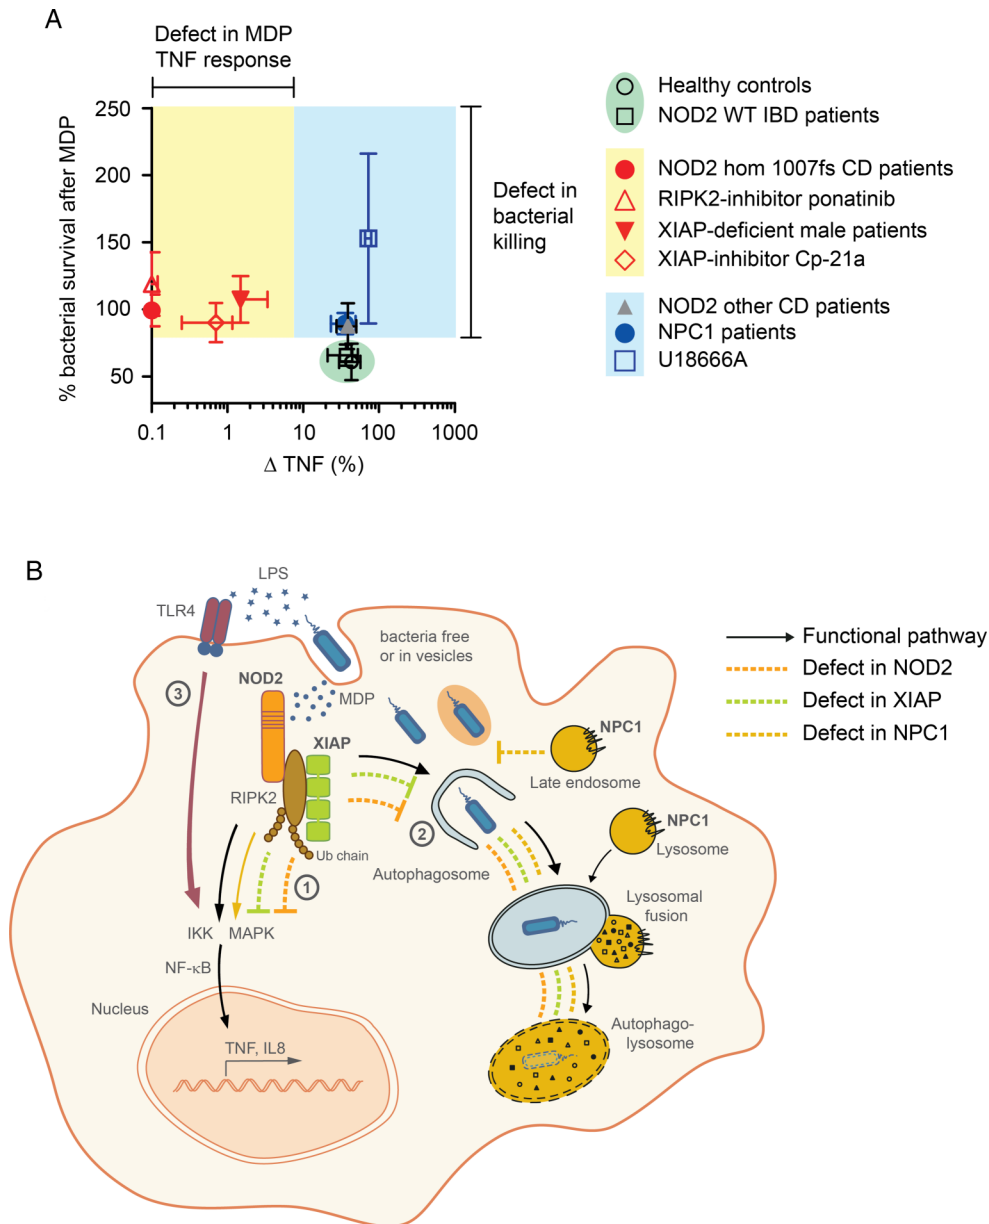 A
Defect in MDP
TNF response
% bacterial survival after MDP
250
200
150
100
50
0.1
1
10
100
1000
Δ TNF (%)
Defect in
bacterial
killing
Healthy controls
NOD2 WT IBD patients
NOD2 hom 1007fs CD patients
RIPK2-inhibitor ponatinib
XIAP-deficient male patients
XIAP-inhibitor Cp-21a
NOD2 other CD patients
NPC1 patients
U18666A
B
LPS
TLR4
bacteria free
or in vesicles
Functional pathway
Defect in NOD2
Defect in XIAP
Defect in NPC1
NOD2
3
MDP
XIAP
NPC1
Late endosome
RIPK2
2
NPC1
Lysosome
Ub chain
Autophagosome
1
Lysosomal
fusion
IKK
MAPK
NF-κB
Nucleus
Autophago-
lysosome
TNF, IL8